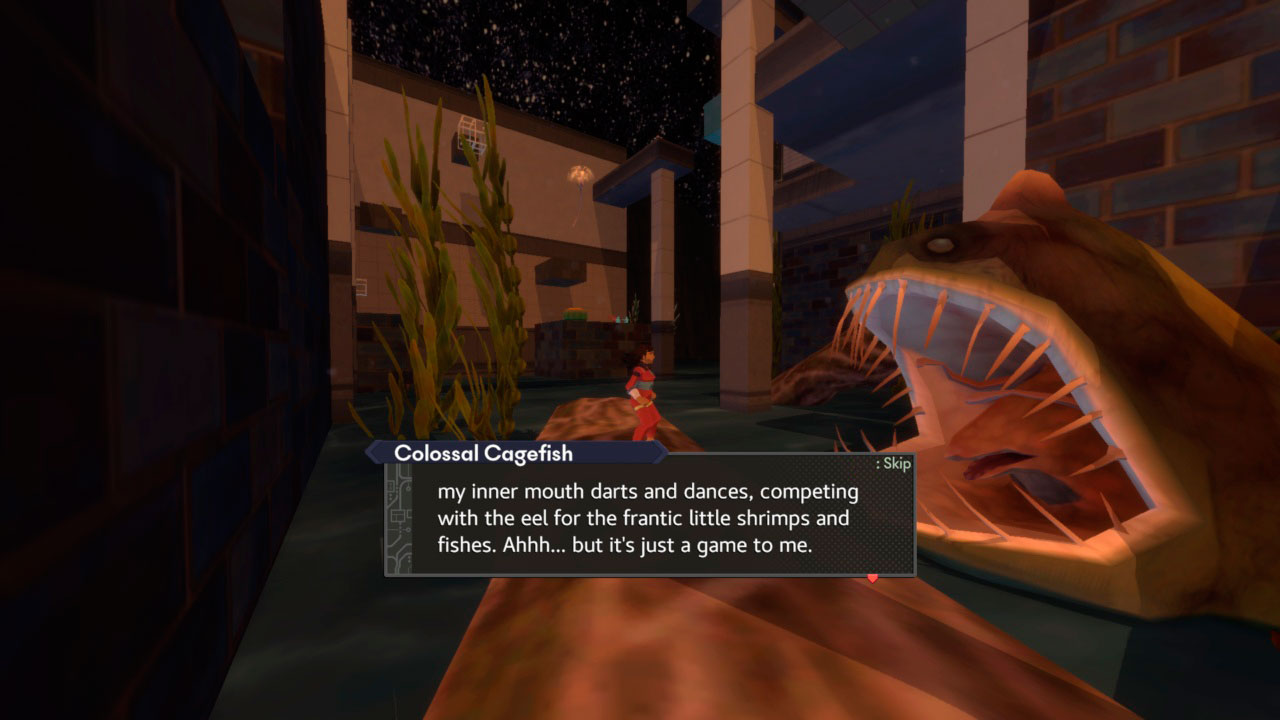 Colossal Cagefish
: Skip
my inner mouth darts and dances, competing
with the eel for the frantic little shrimps and
fishes. Ahhh... but it's just a game to me.